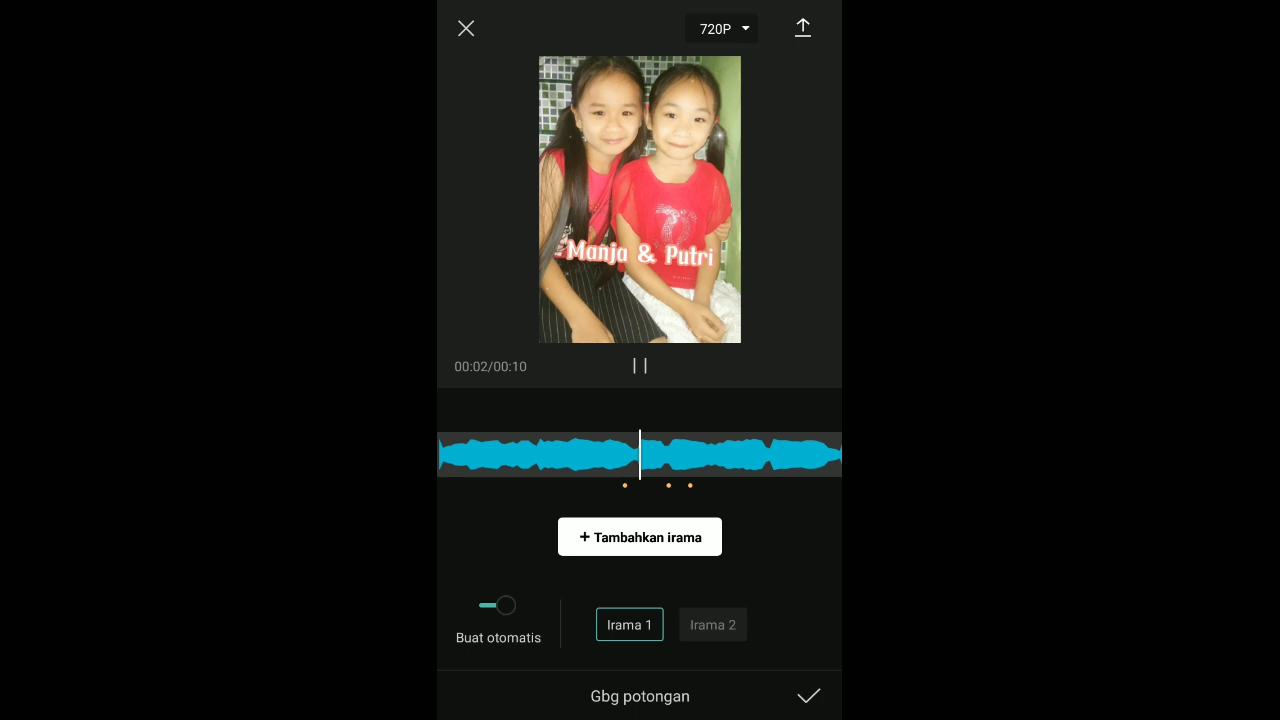 720P
Manja & Putri
00:02/00:10
+ Tambahkan irama
Buat otomatis
Irama 1
Irama 2
Gbg potongan